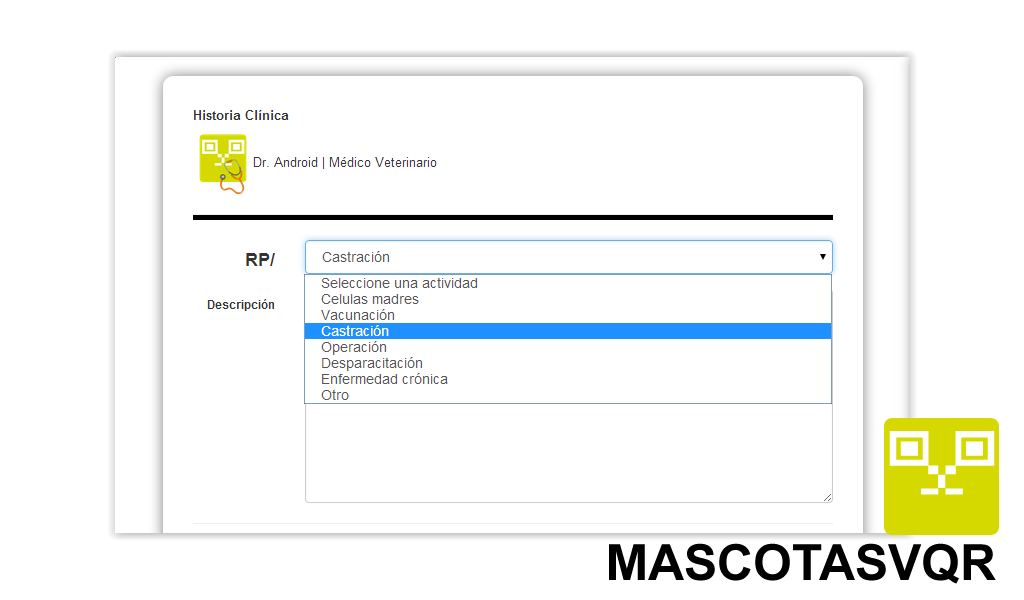 Historia Clínica
Dr. Android | Médico Veterinario
RP/
Castración
Descripción
Seleccione una actividad
Celulas madres
Vacunación
Castración
Operación
Desparacitación
Enfermedad crónica
Otro
MASCOTASVQR